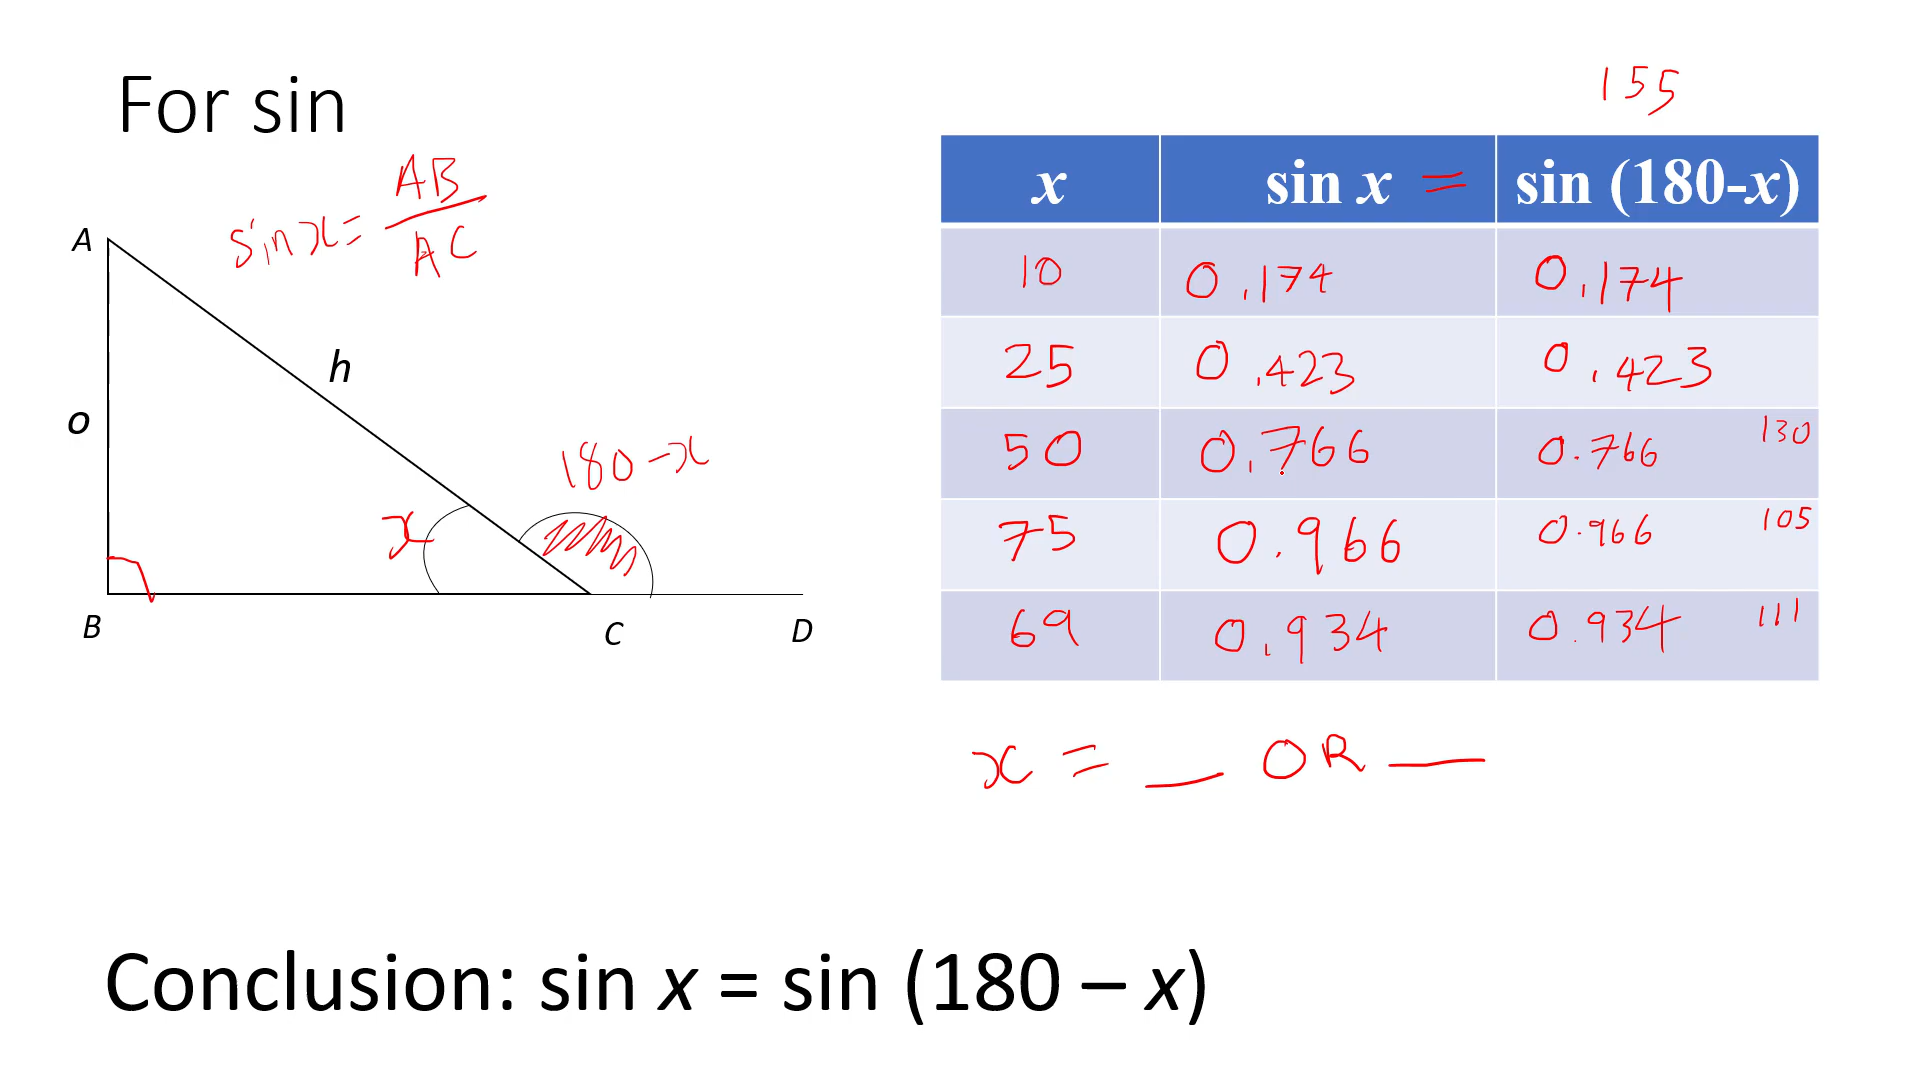 For sin
155
sin x = AB/AC
A
h
o
180 - x
x
B
C
D
x sin x = sin (180-x)
10 0.174 0.174
25 0.423 0.423
50 0.766 0.766 130
75 0.966 0.966 105
69 0.934 0.934 111
x = _ OR _
Conclusion: sin x = sin (180 – x)